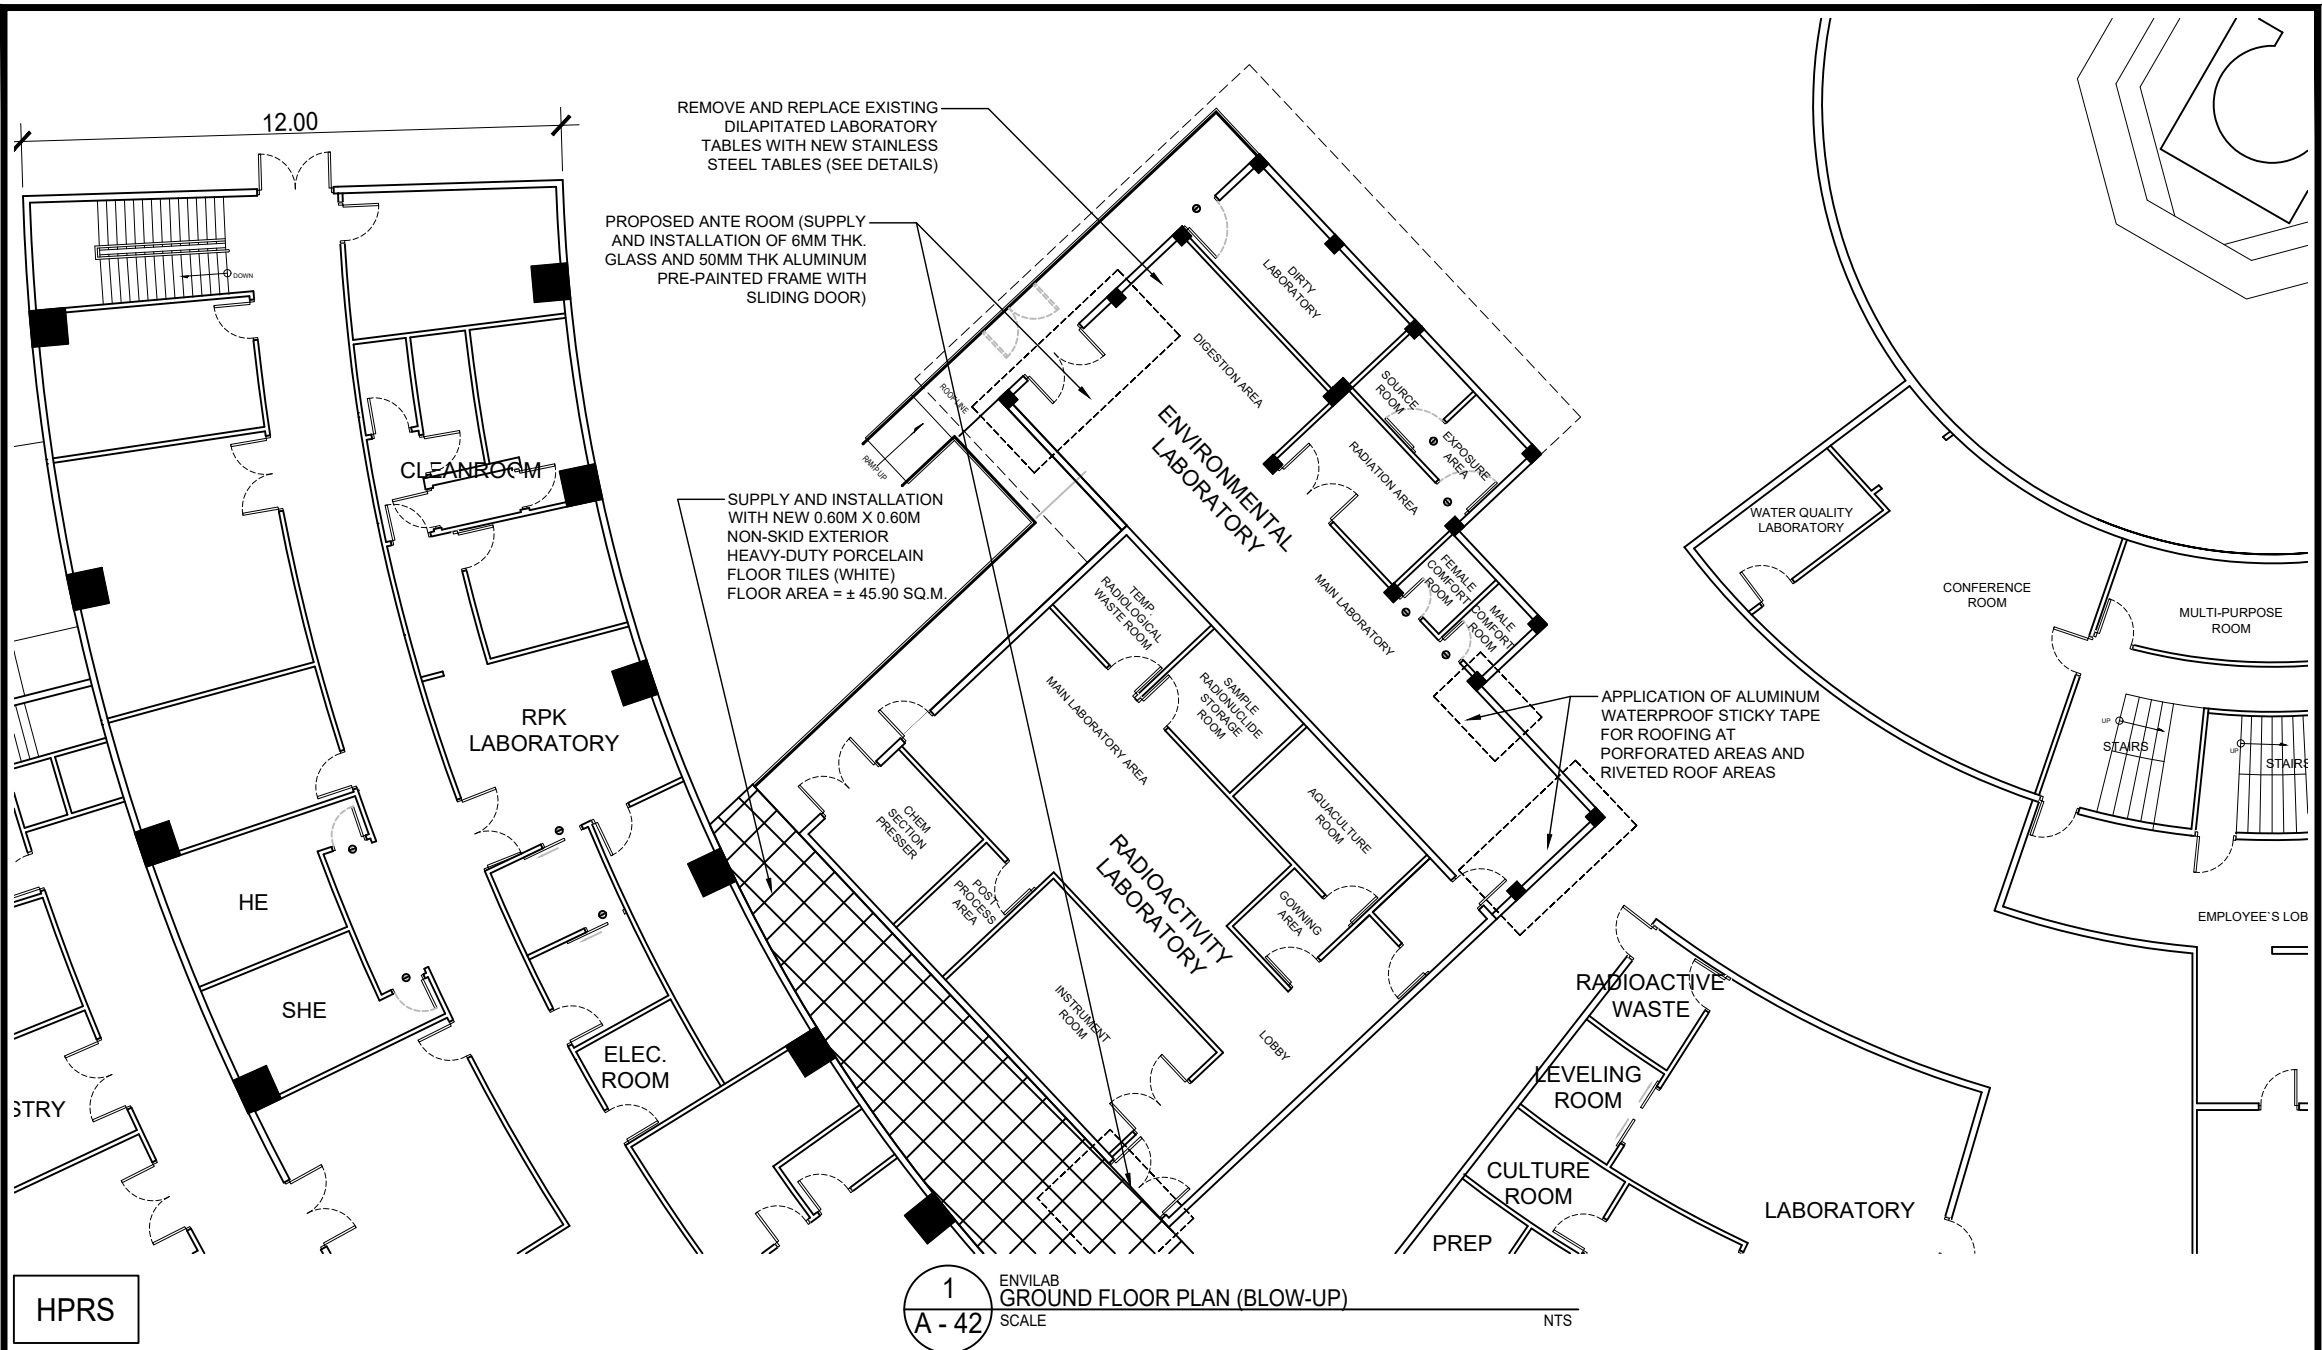 12.00
REMOVE AND REPLACE EXISTING
DILAPITATED LABORATORY
TABLES WITH NEW STAINLESS
STEEL TABLES (SEE DETAILS)
PROPOSED ANTE ROOM (SUPPLY
AND INSTALLATION OF 6MM THK.
GLASS AND 50MM THK ALUMINUM
PRE-PAINTED FRAME WITH
SLIDING DOOR)
DOWN
DIRTY
LABORATORY
DIGESTION AREA
ROOF LINE
RAMP UP
SOURCE
ROOM
EXPOSURE
AREA
RADIATION AREA
ENVIRONMENTAL
LABORATORY
CLEANROOM
SUPPLY AND INSTALLATION
WITH NEW 0.60M X 0.60M
NON-SKID EXTERIOR
HEAVY-DUTY PORCELAIN
FLOOR TILES (WHITE)
FLOOR AREA = ± 45.90 SQ.M.
WATER QUALITY
LABORATORY
CONFERENCE
ROOM
MULTI-PURPOSE
ROOM
FEMALE
COMFORT
ROOM
MALE
COMFORT
ROOM
MAIN LABORATORY
TEMP.
RADIOLOGICAL
WASTE ROOM
SAMPLE
RADIONUCLIDE
STORAGE
ROOM
MAIN LABORATORY AREA
RPK
LABORATORY
APPLICATION OF ALUMINUM
WATERPROOF STICKY TAPE
FOR ROOFING AT
PORFORATED AREAS AND
RIVETED ROOF AREAS
UP
STAIRS
UP
STAIRS
CHEM
SECTION
PRESSER
AQUACULTURE
ROOM
POST
PROCESS
AREA
RADIOACTIVITY
LABORATORY
GOWNING
AREA
HE
EMPLOYEE`S LOB
SHE
INSTRUMENT
ROOM
LOBBY
RADIOACTIVE
WASTE
ELEC.
ROOM
LEVELING
ROOM
STRY
CULTURE
ROOM
LABORATORY
PREP
HPRS
1
A - 42
ENVILAB
GROUND FLOOR PLAN (BLOW-UP)
SCALE
NTS